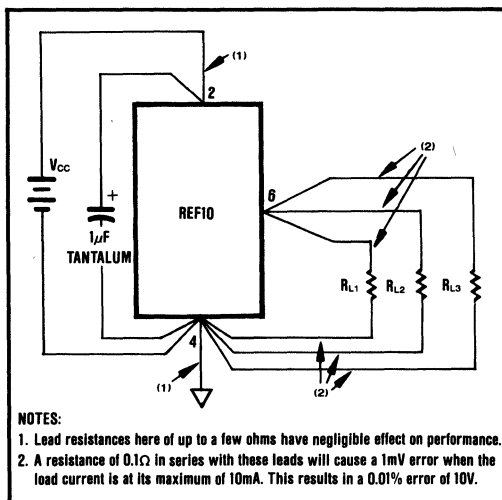 (1)
2
(2)
VCC
6
+
REF10
1µF
TANTALUM
RL1
RL2
RL3
4
(1)
(2)
NOTES:
1. Lead resistances here of up to a few ohms have negligible effect on performance.
2. A resistance of 0.1Ω in series with these leads will cause a 1mV error when the
load current is at its maximum of 10mA. This results in a 0.01% error of 10V.